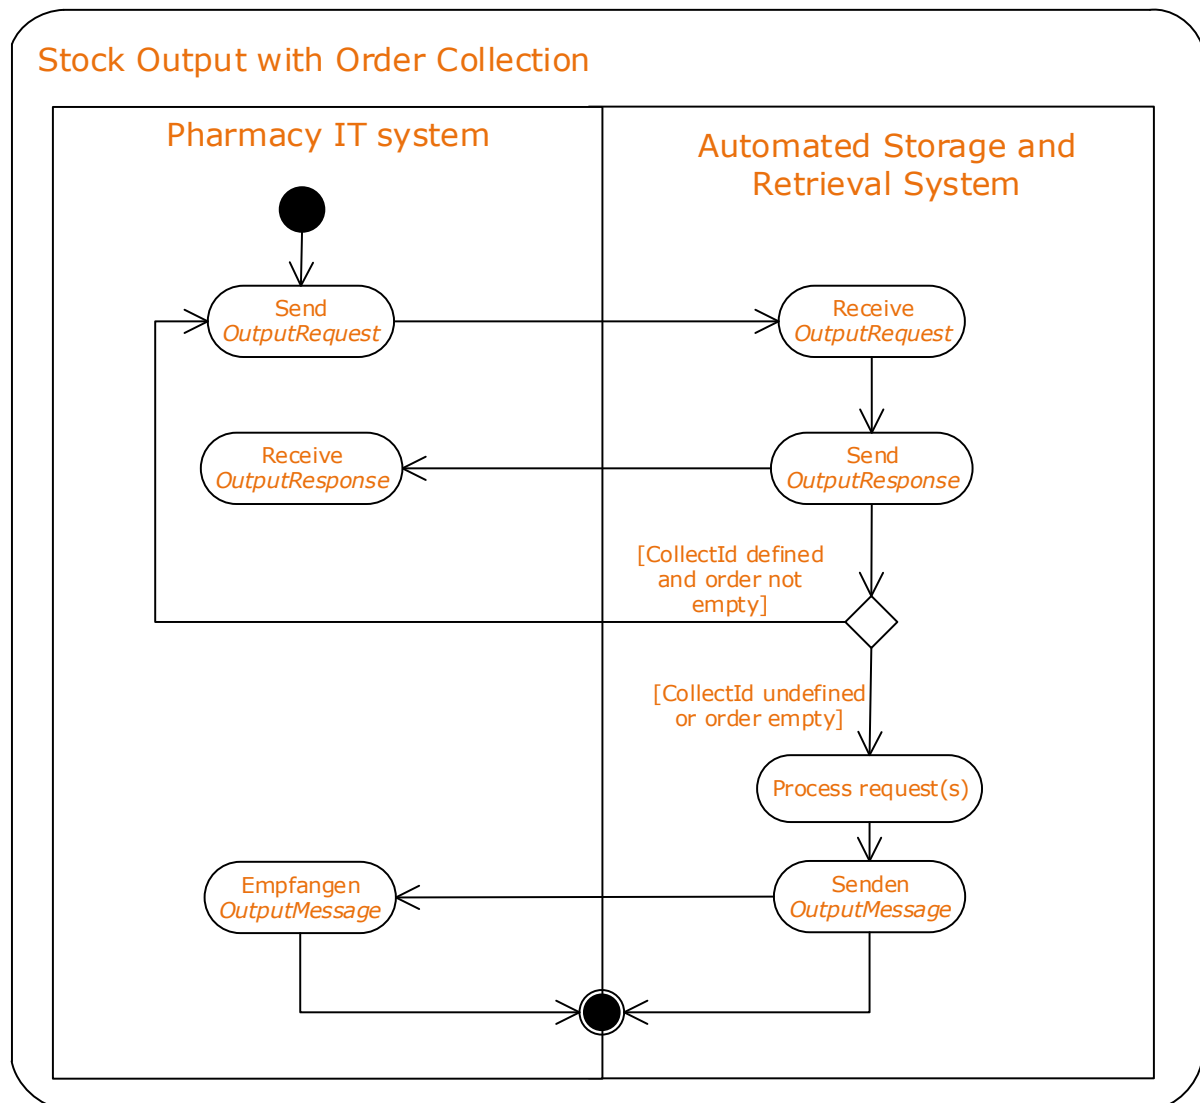 Stock Output with Order Collection
Pharmacy IT system
Automated Storage and
Retrieval System
Send
OutputRequest
Receive
OutputRequest
Receive
OutputResponse
Send
OutputResponse
[CollectId defined
and order not
empty]
[CollectId undefined
or order empty]
Process request(s)
Empfangen
OutputMessage
Senden
OutputMessage